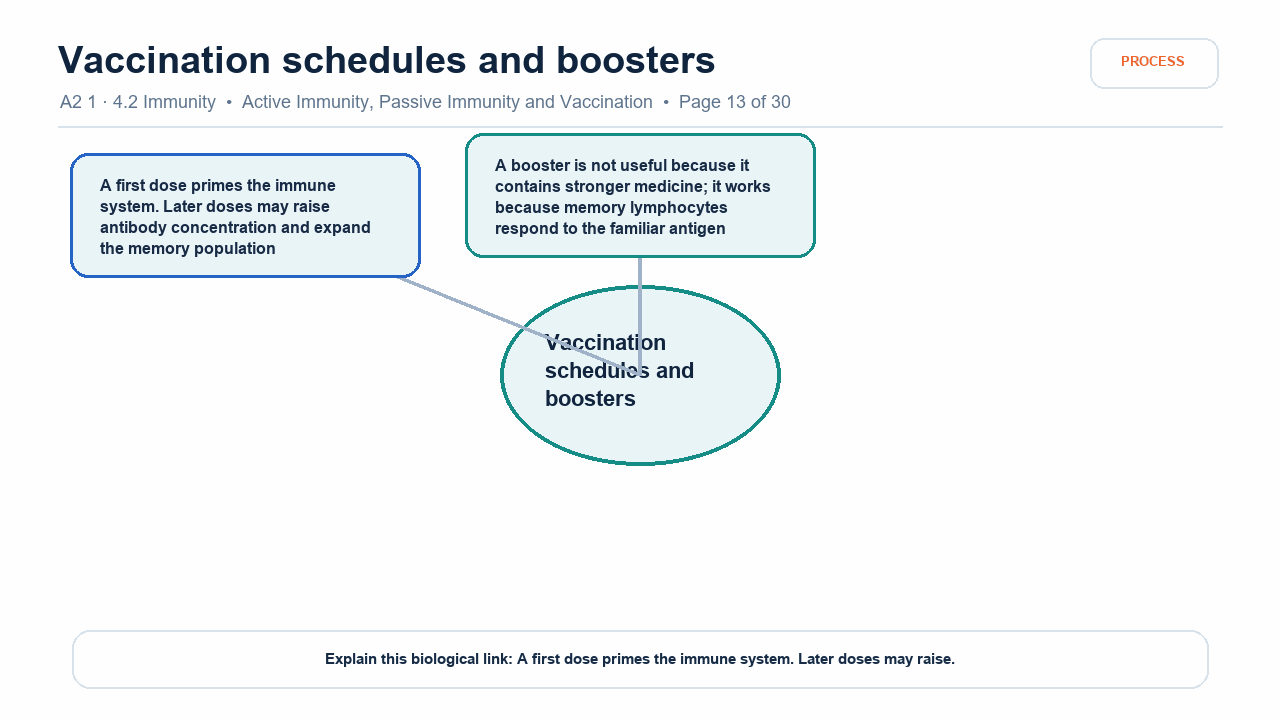 Vaccination schedules and boosters
PROCESS
A2 1 · 4.2 Immunity • Active Immunity, Passive Immunity and Vaccination • Page 13 of 30
A first dose primes the immune
system. Later doses may raise
antibody concentration and expand
the memory population
A booster is not useful because it
contains stronger medicine; it works
because memory lymphocytes
respond to the familiar antigen
Vaccination
schedules and
boosters
Explain this biological link: A first dose primes the immune system. Later doses may raise.